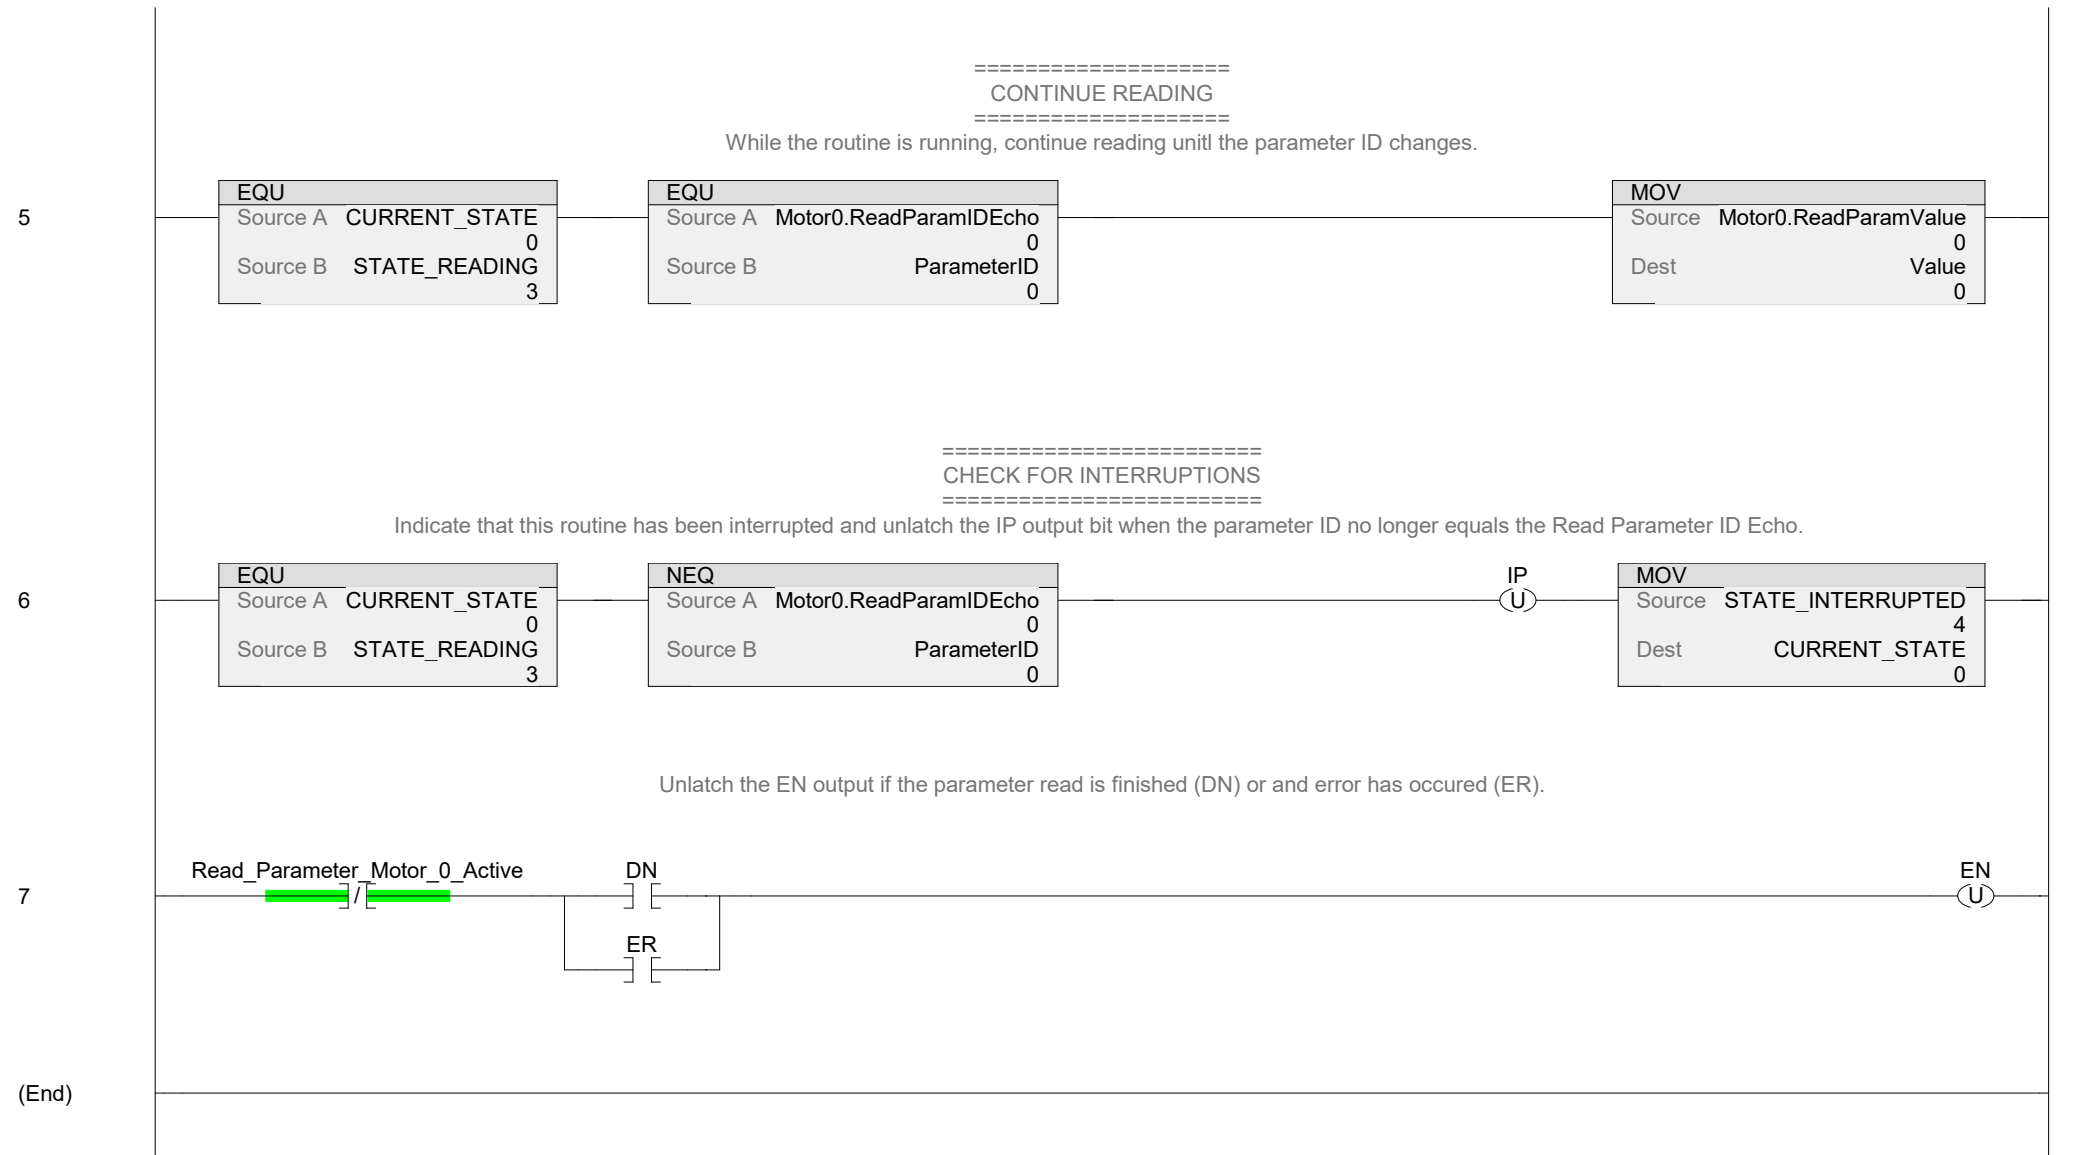 ====================
CONTINUE READING
====================
While the routine is running, continue reading unitl the parameter ID changes.
5
EQU
Source A CURRENT_STATE
0
Source B STATE_READING
3
EQU
Source A Motor0.ReadParamIDEcho
0
Source B ParameterID
0
MOV
Source Motor0.ReadParamValue
0
Dest Value
0
=========================
CHECK FOR INTERRUPTIONS
=========================
Indicate that this routine has been interrupted and unlatch the IP output bit when the parameter ID no longer equals the Read Parameter ID Echo.
6
EQU
Source A CURRENT_STATE
0
Source B STATE_READING
3
NEQ
Source A Motor0.ReadParamIDEcho
0
Source B ParameterID
0
IP
U
MOV
Source STATE_INTERRUPTED
4
Dest CURRENT_STATE
0
Unlatch the EN output if the parameter read is finished (DN) or and error has occured (ER).
7
Read_Parameter_Motor_0_Active
/
DN
ER
EN
U
(End)